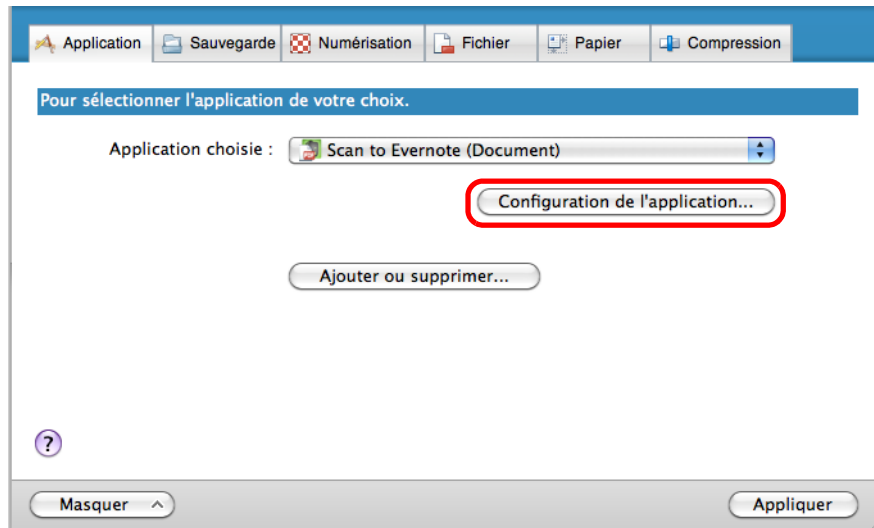 Application Sauvegarde Numérisation Fichier Papier Compression
Pour sélectionner l'application de votre choix.
Application choisie : Scan to Evernote (Document)
Configuration de l'application...
Ajouter ou supprimer...
?
Masquer Appliquer